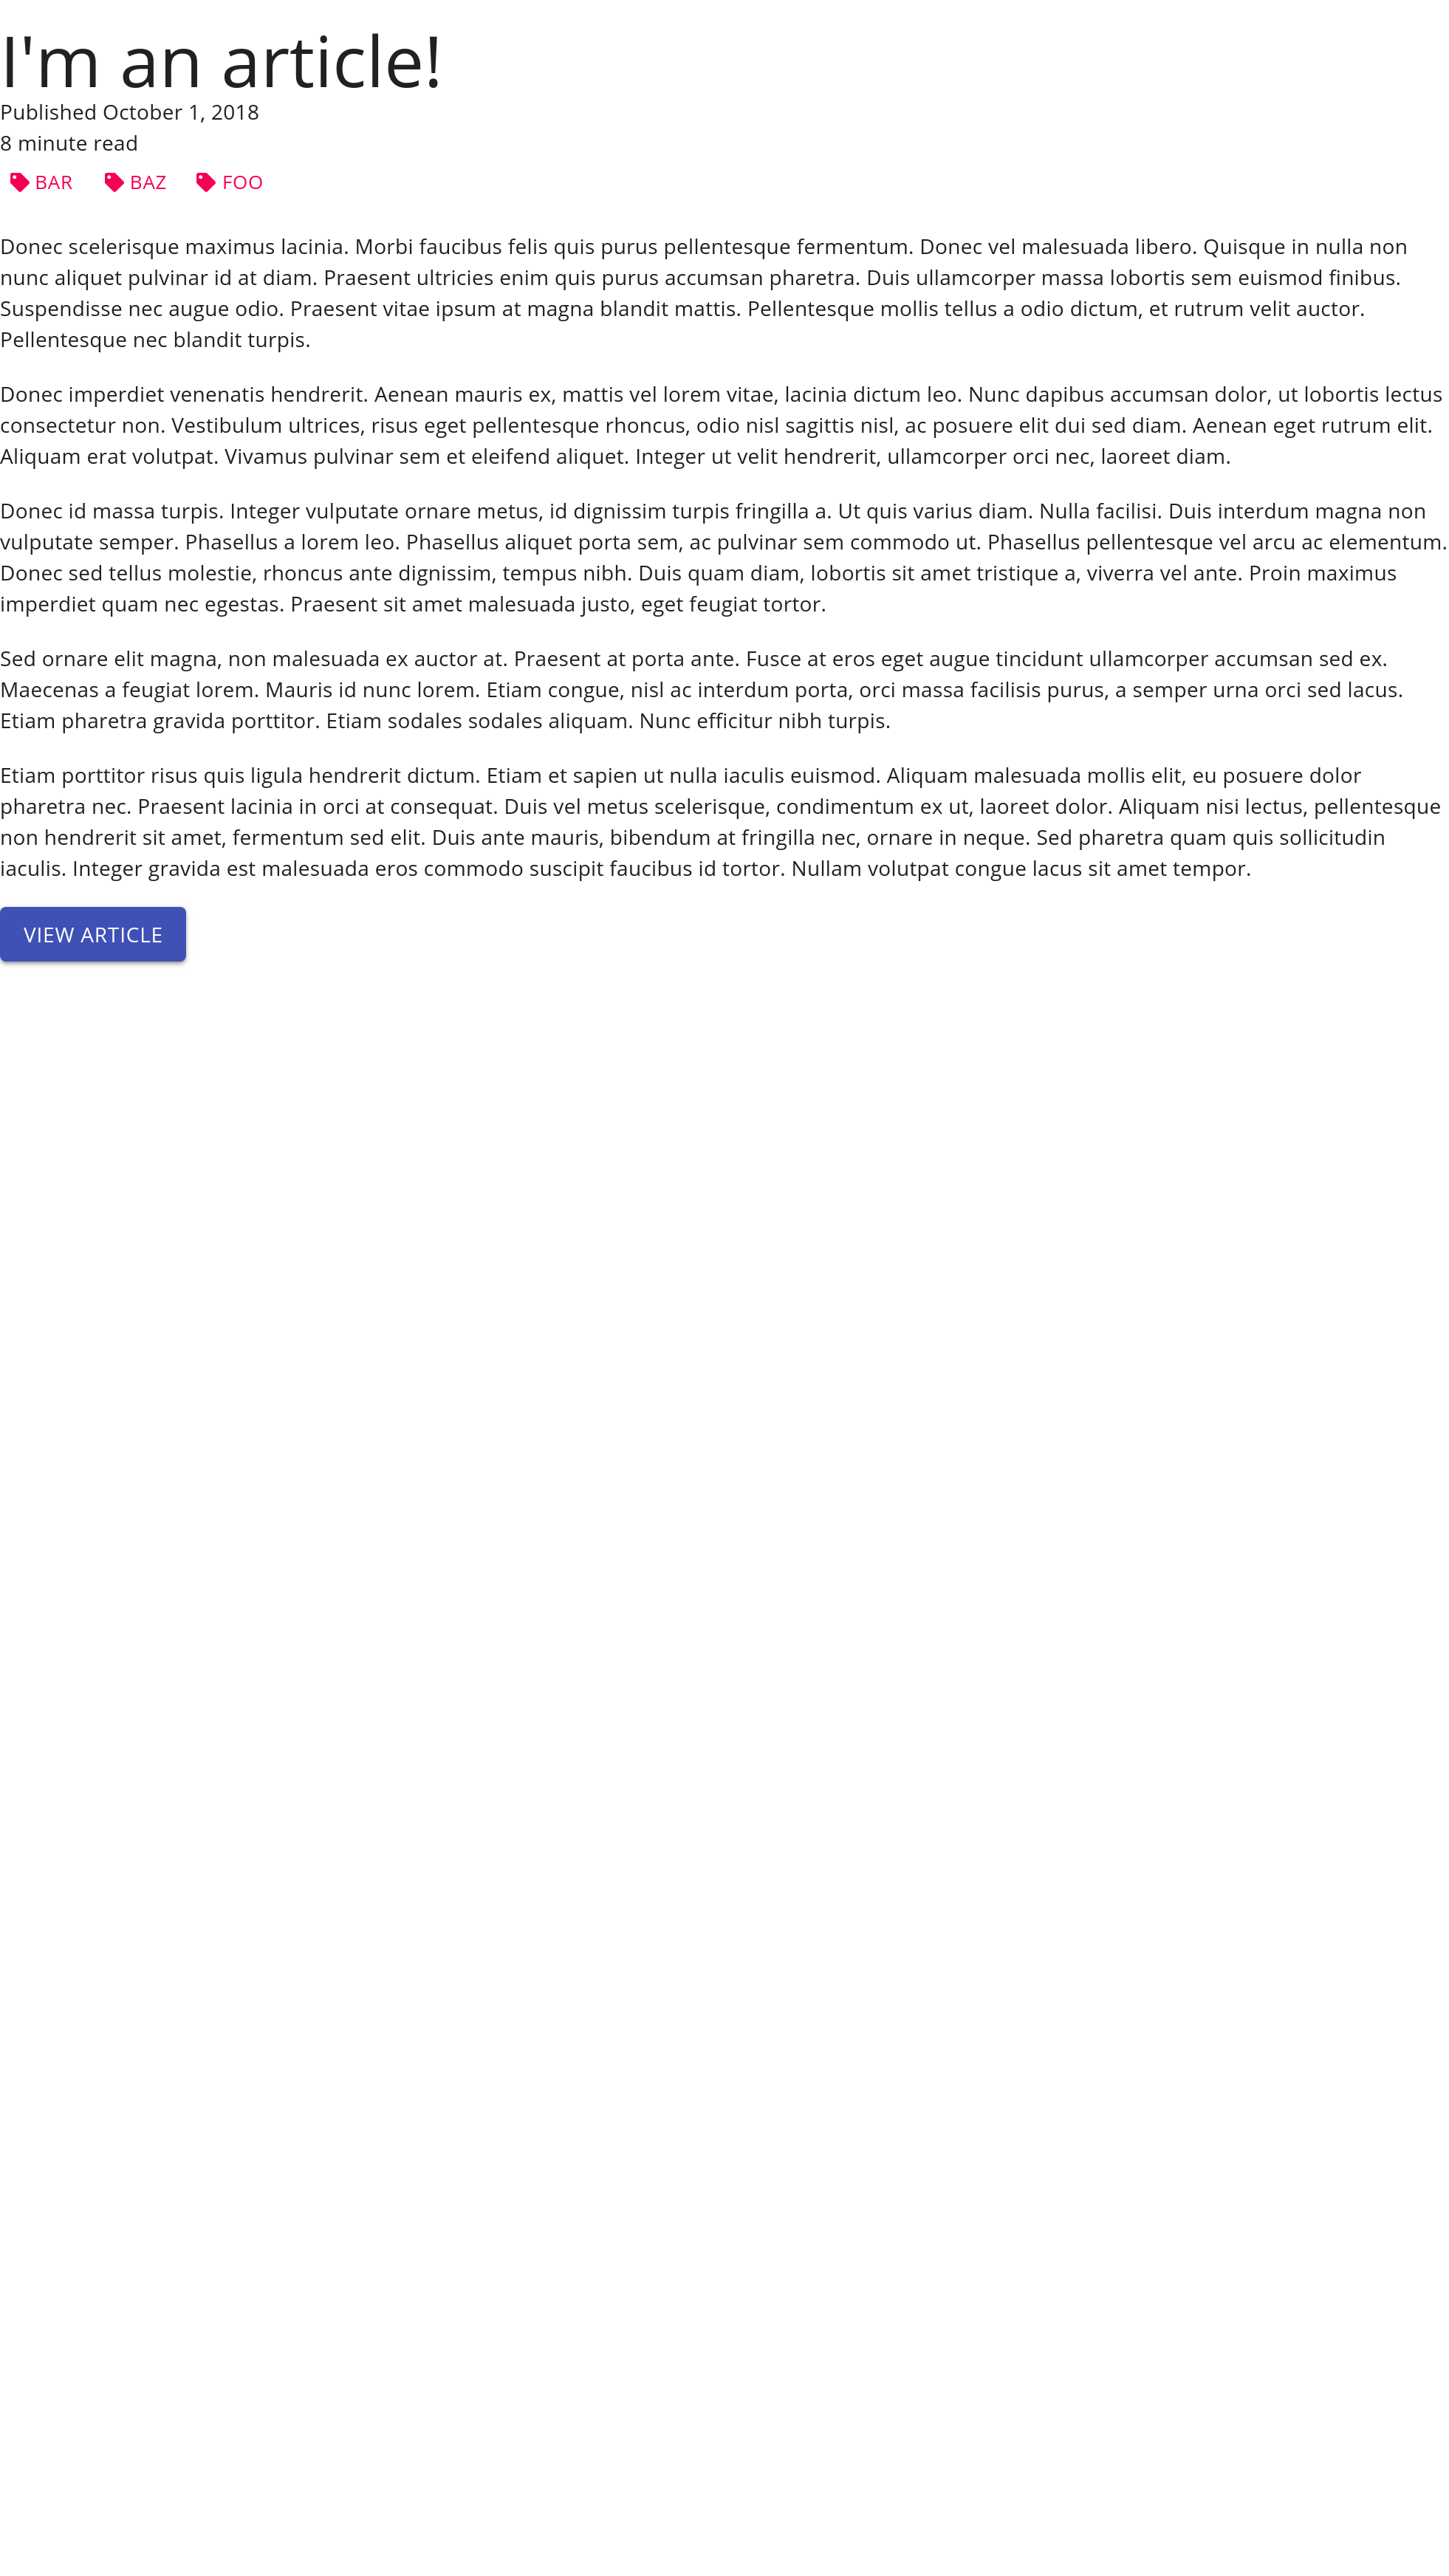 I'm an article!
Published October 1, 2018
8 minute read
BAR BAZ FOO
Donec scelerisque maximus lacinia. Morbi faucibus felis quis purus pellentesque fermentum. Donec vel malesuada libero. Quisque in nulla non
nunc aliquet pulvinar id at diam. Praesent ultricies enim quis purus accumsan pharetra. Duis ullamcorper massa lobortis sem euismod finibus.
Suspendisse nec augue odio. Praesent vitae ipsum at magna blandit mattis. Pellentesque mollis tellus a odio dictum, et rutrum velit auctor.
Pellentesque nec blandit turpis.
Donec imperdiet venenatis hendrerit. Aenean mauris ex, mattis vel lorem vitae, lacinia dictum leo. Nunc dapibus accumsan dolor, ut lobortis lectus
consectetur non. Vestibulum ultrices, risus eget pellentesque rhoncus, odio nisl sagittis nisl, ac posuere elit dui sed diam. Aenean eget rutrum elit.
Aliquam erat volutpat. Vivamus pulvinar sem et eleifend aliquet. Integer ut velit hendrerit, ullamcorper orci nec, laoreet diam.
Donec id massa turpis. Integer vulputate ornare metus, id dignissim turpis fringilla a. Ut quis varius diam. Nulla facilisi. Duis interdum magna non
vulputate semper. Phasellus a lorem leo. Phasellus aliquet porta sem, ac pulvinar sem commodo ut. Phasellus pellentesque vel arcu ac elementum.
Donec sed tellus molestie, rhoncus ante dignissim, tempus nibh. Duis quam diam, lobortis sit amet tristique a, viverra vel ante. Proin maximus
imperdiet quam nec egestas. Praesent sit amet malesuada justo, eget feugiat tortor.
Sed ornare elit magna, non malesuada ex auctor at. Praesent at porta ante. Fusce at eros eget augue tincidunt ullamcorper accumsan sed ex.
Maecenas a feugiat lorem. Mauris id nunc lorem. Etiam congue, nisl ac interdum porta, orci massa facilisis purus, a semper urna orci sed lacus.
Etiam pharetra gravida porttitor. Etiam sodales sodales aliquam. Nunc efficitur nibh turpis.
Etiam porttitor risus quis ligula hendrerit dictum. Etiam et sapien ut nulla iaculis euismod. Aliquam malesuada mollis elit, eu posuere dolor
pharetra nec. Praesent lacinia in orci at consequat. Duis vel metus scelerisque, condimentum ex ut, laoreet dolor. Aliquam nisi lectus, pellentesque
non hendrerit sit amet, fermentum sed elit. Duis ante mauris, bibendum at fringilla nec, ornare in neque. Sed pharetra quam quis sollicitudin
iaculis. Integer gravida est malesuada eros commodo suscipit faucibus id tortor. Nullam volutpat congue lacus sit amet tempor.
VIEW ARTICLE